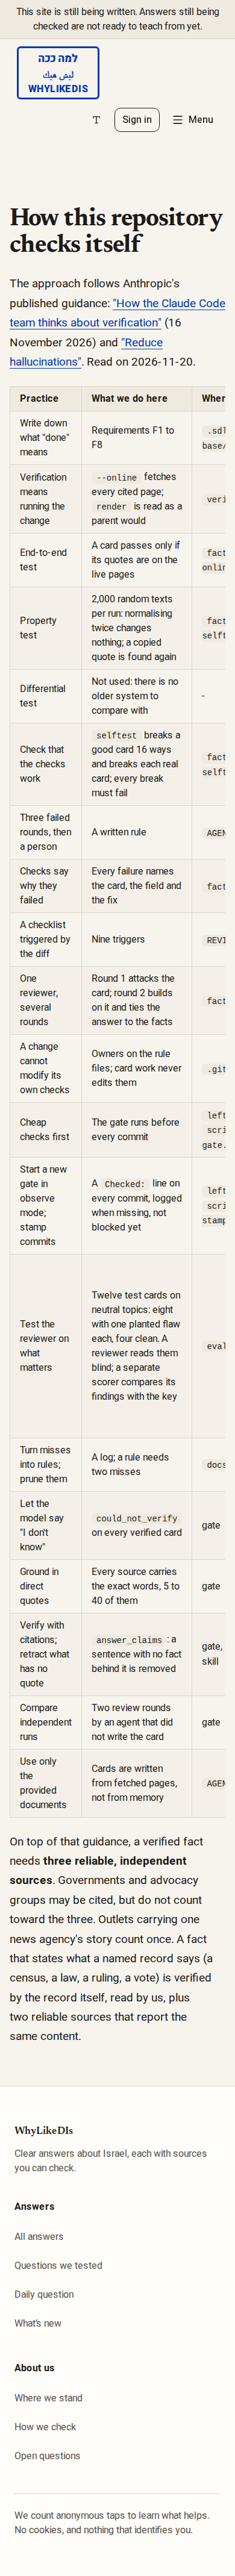 This site is still being written. Answers still being
checked are not ready to teach from yet.
למה ככה
ليش هيك
WHYLIKEDIS
T
Sign in
Menu
How this repository
checks itself
The approach follows Anthropic's
published guidance: "How the Claude Code
team thinks about verification" (16
November 2026) and "Reduce
hallucinations". Read on 2026-11-20.
Practice What we do here Wher
Write down
what "done"
means
Requirements F1 to
F8
.sdl
base/
Verification
means
running the
change
--online fetches
every cited page;
render is read as a
parent would
veri
End-to-end
test
A card passes only if
its quotes are on the
live pages
fact
onlin
Property
test
2,000 random texts
per run: normalising
twice changes
nothing; a copied
quote is found again
fact
selft
Differential
test
Not used: there is no
older system to
compare with
-
Check that
the checks
work
selftest breaks a
good card 16 ways
and breaks each real
card; every break
must fail
fact
selft
Three failed
rounds, then
a person
A written rule
AGEN
Checks say
why they
failed
Every failure names
the card, the field and
the fix
fact
A checklist
triggered by
the diff
Nine triggers
REVI
One
reviewer,
several
rounds
Round 1 attacks the
card; round 2 builds
on it and ties the
answer to the facts
fact
A change
cannot
modify its
own checks
Owners on the rule
files; card work never
edits them
.git
Cheap
checks first
The gate runs before
every commit
left
scri
gate.
Start a new
gate in
observe
mode;
stamp
commits
A Checked: line on
every commit, logged
when missing, not
blocked yet
left
scri
stamp
Test the
reviewer on
what
matters
Twelve test cards on
neutral topics: eight
with one planted flaw
each, four clean. A
reviewer reads them
blind; a separate
scorer compares its
findings with the key
eval
Turn misses
into rules;
prune them
A log; a rule needs
two misses
docs
Let the
model say
"I don't
know"
could_not_verify
on every verified card
gate
Ground in
direct
quotes
Every source carries
the exact words, 5 to
40 of them
gate
Verify with
citations;
retract what
has no
quote
answer_claims : a
sentence with no fact
behind it is removed
gate,
skill
Compare
independent
runs
Two review rounds
by an agent that did
not write the card
gate
Use only
the
provided
documents
Cards are written
from fetched pages,
not from memory
AGEN
On top of that guidance, a verified fact
needs three reliable, independent
sources. Governments and advocacy
groups may be cited, but do not count
toward the three. Outlets carrying one
news agency's story count once. A fact
that states what a named record says (a
census, a law, a ruling, a vote) is verified
by the record itself, read by us, plus
two reliable sources that report the
same content.
WhyLikeDIs
Clear answers about Israel, each with sources
you can check.
Answers
All answers
Questions we tested
Daily question
What's new
About us
Where we stand
How we check
Open questions
We count anonymous taps to learn what helps.
No cookies, and nothing that identifies you.